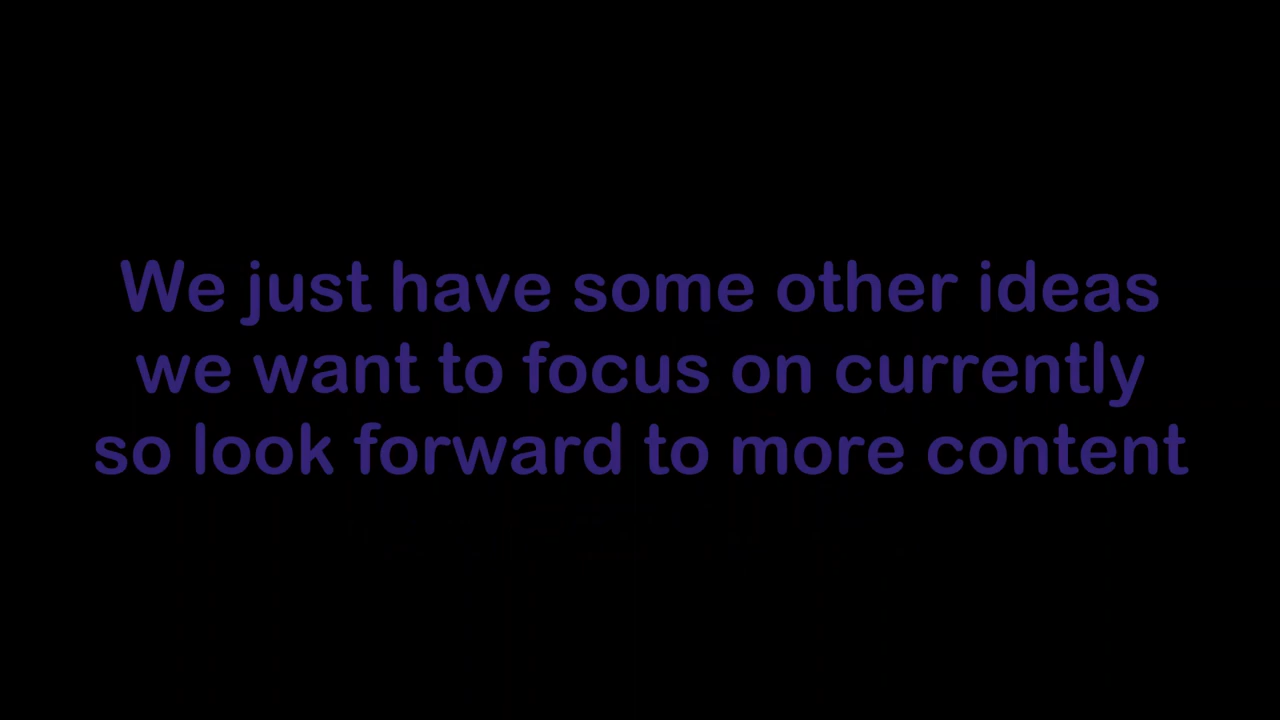 We just have some other ideas
we want to focus on currently
so look forward to more content